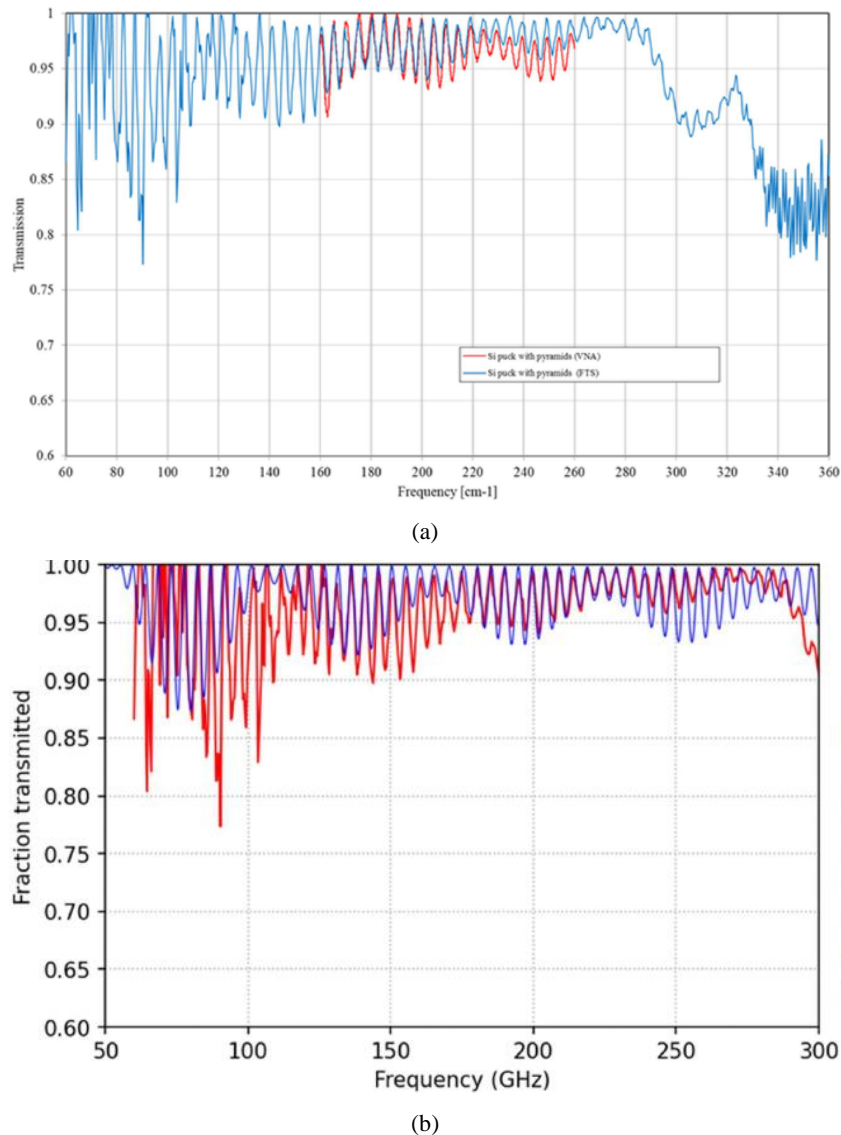 1
0.95
0.9
0.85
0.8
0.75
0.7
0.65
0.6
Transmission
Si puck with pyramids (VNA)
Si puck with pyramids (FTS)
60 80 100 120 140 160 180 200 220 240 260 280 300 320 340 360
Frequency [cm-1]
(a)
1.00
0.95
0.90
0.85
0.80
0.75
0.70
0.65
0.60
Fraction transmitted
50 100 150 200 250 300
Frequency (GHz)
(b)